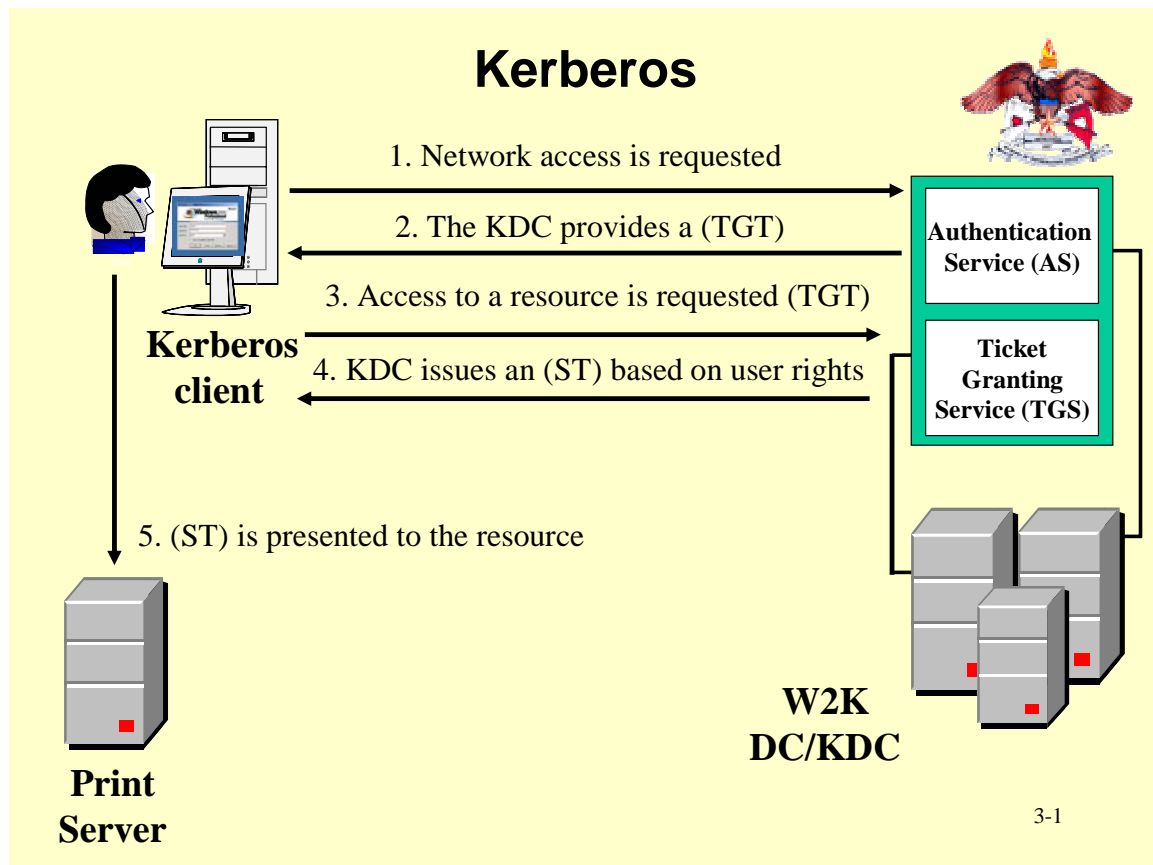 Kerberos
1. Network access is requested
2. The KDC provides a (TGT)
3. Access to a resource is requested (TGT)
4. KDC issues an (ST) based on user rights
Authentication
Service (AS)
Ticket
Granting
Service (TGS)
Kerberos
client
5. (ST) is presented to the resource
W2K
DC/KDC
Print
Server
3-1